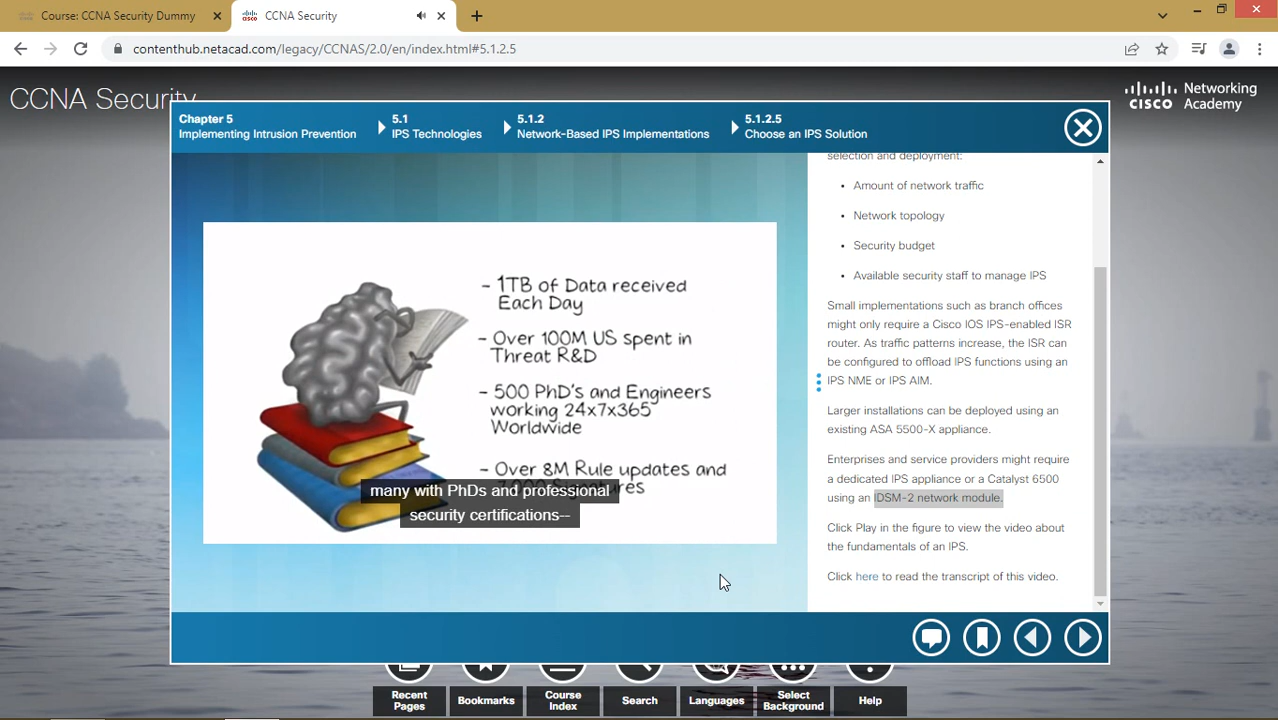 Course: CCNA Security Dummy
CCNA Security
contenthub.netacad.com/legacy/CCNAS/2.0/en/index.html#5.1.2.5
CCNA Security
Networking
CISCO Academy
Chapter 5
Implementing Intrusion Prevention
5.1
IPS Technologies
5.1.2
Network-Based IPS Implementations
5.1.2.5
Choose an IPS Solution
- 1TB of Data received
Each Day
- Over 100M US spent in
Threat R&D
- 500 PhD's and Engineers
working 24x7x365
Worldwide
- Over 8M Rule updates and
many with PhDs and professional
security certifications--
selection and deployment:
• Amount of network traffic
• Network topology
• Security budget
• Available security staff to manage IPS
Small implementations such as branch offices
might only require a Cisco IOS IPS-enabled ISR
router. As traffic patterns increase, the ISR can
be configured to offload IPS functions using an
IPS NME or IPS AIM.
Larger installations can be deployed using an
existing ASA 5500-X appliance.
Enterprises and service providers might require
a dedicated IPS appliance or a Catalyst 6500
using an IDSM-2 network module.
Click Play in the figure to view the video about
the fundamentals of an IPS.
Click here to read the transcript of this video.
Recent
Pages
Bookmarks
Course
Index
Search
Languages
Select
Background
Help